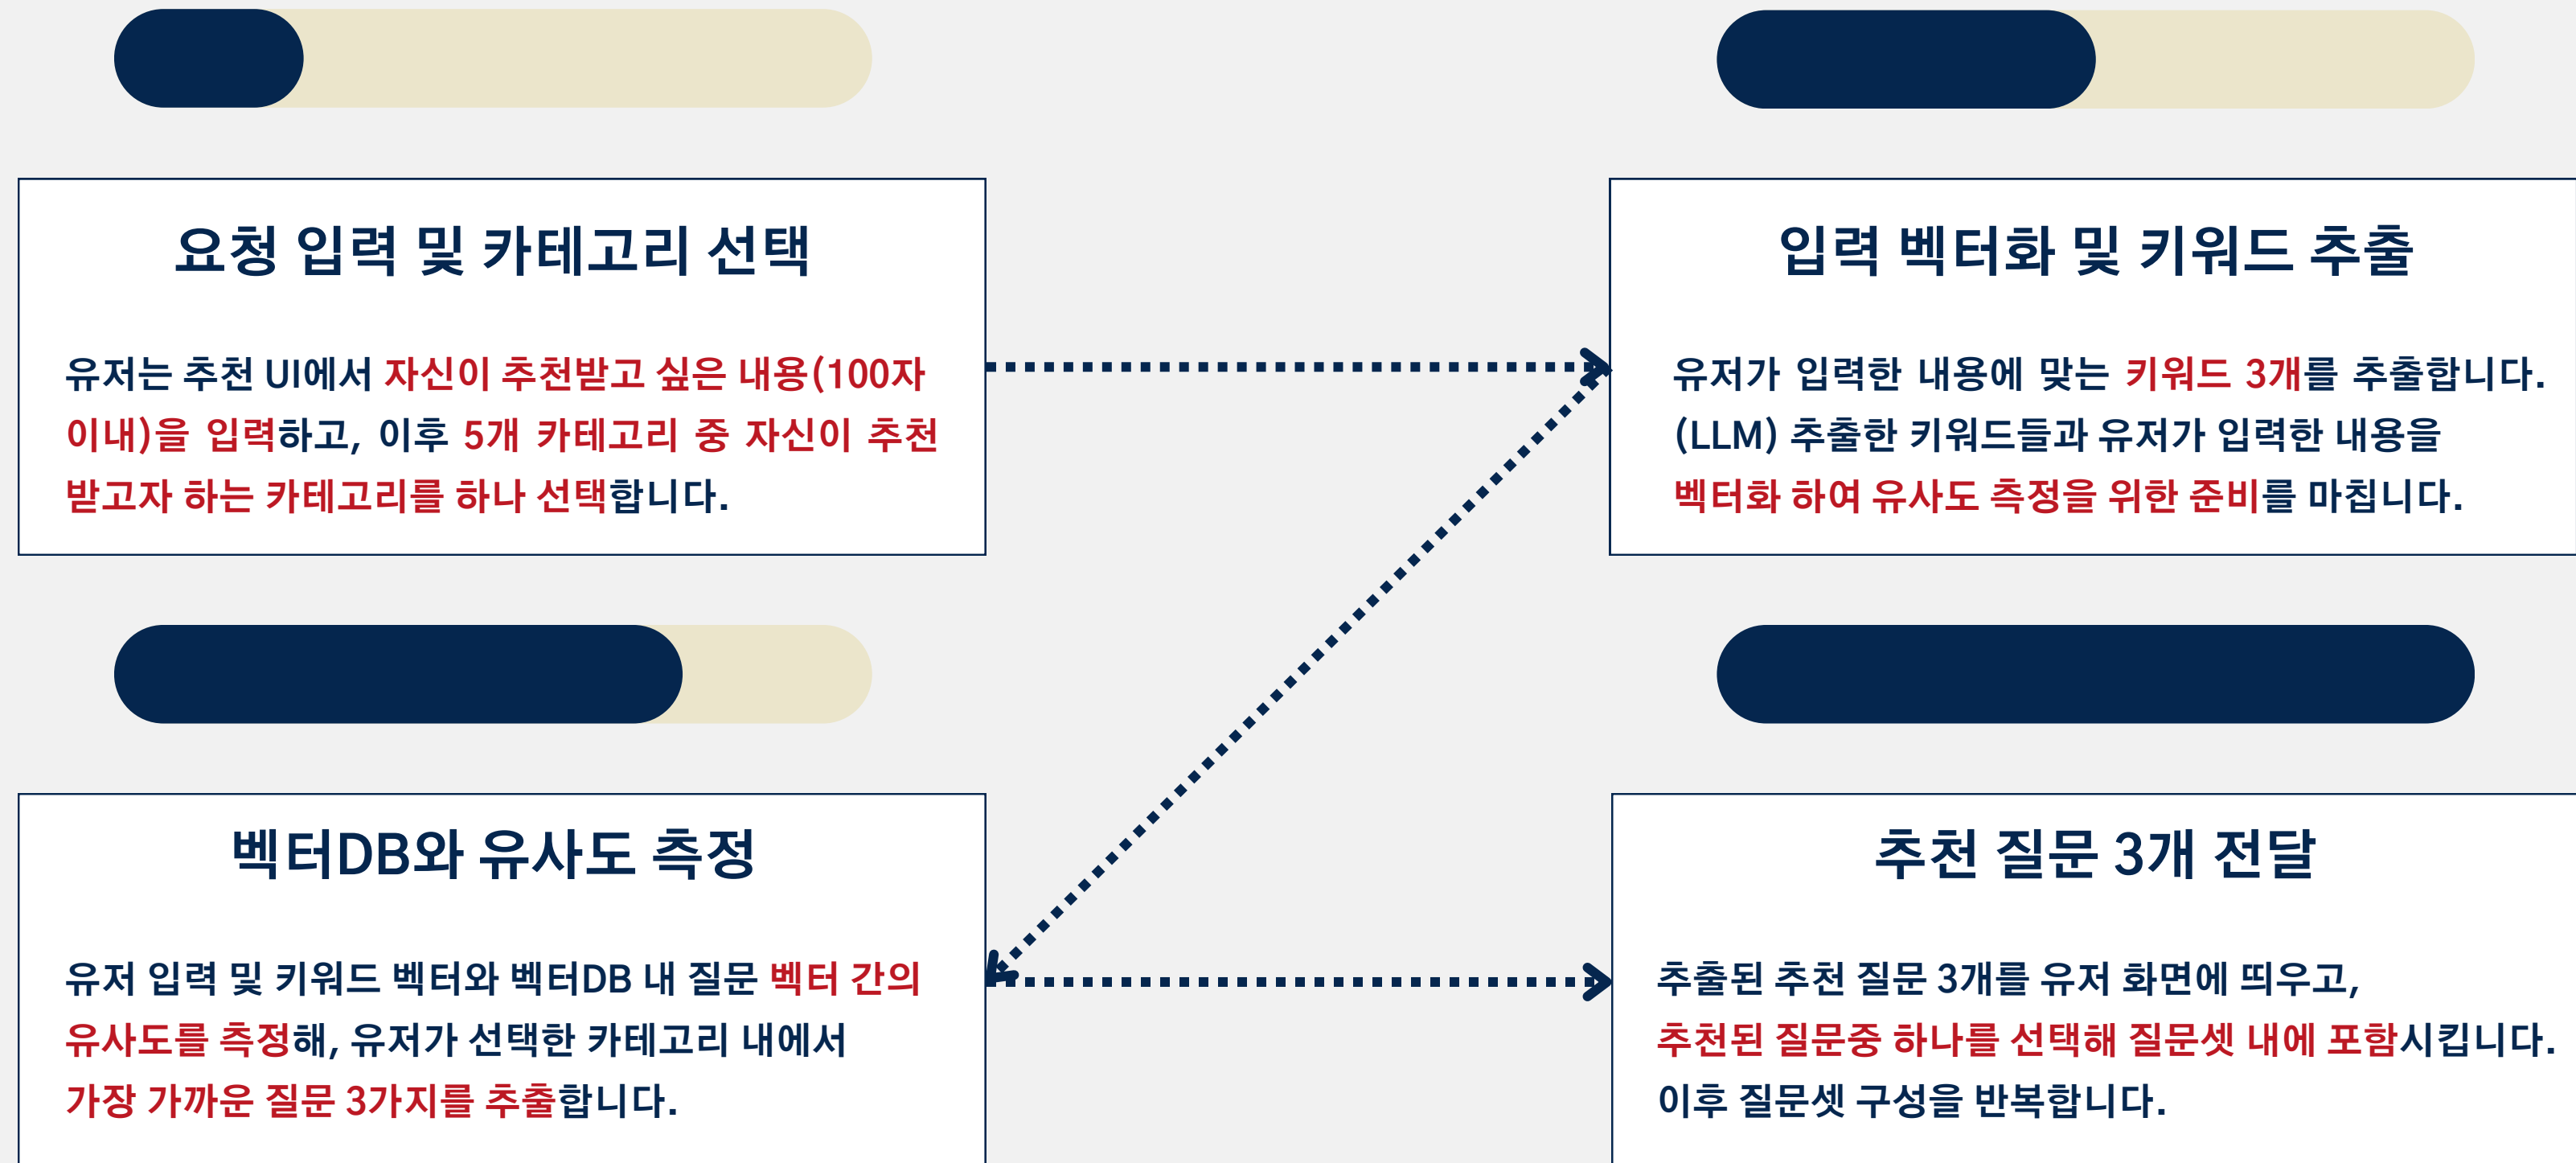 요청 입력 및 카테고리 선택
유저는 추천 UI에서 자신이 추천받고 싶은 내용(100자
이내)을 입력하고, 이후 5개 카테고리 중 자신이 추천
받고자 하는 카테고리를 하나 선택합니다.
입력 벡터화 및 키워드 추출
유저가 입력한 내용에 맞는 키워드 3개를 추출합니다.
(LLM) 추출한 키워드들과 유저가 입력한 내용을
벡터화 하여 유사도 측정을 위한 준비를 마칩니다.
벡터DB와 유사도 측정
유저 입력 및 키워드 벡터와 벡터DB 내 질문 벡터 간의
유사도를 측정해, 유저가 선택한 카테고리 내에서
가장 가까운 질문 3가지를 추출합니다.
추천 질문 3개 전달
추출된 추천 질문 3개를 유저 화면에 띄우고,
추천된 질문중 하나를 선택해 질문셋 내에 포함시킵니다.
이후 질문셋 구성을 반복합니다.